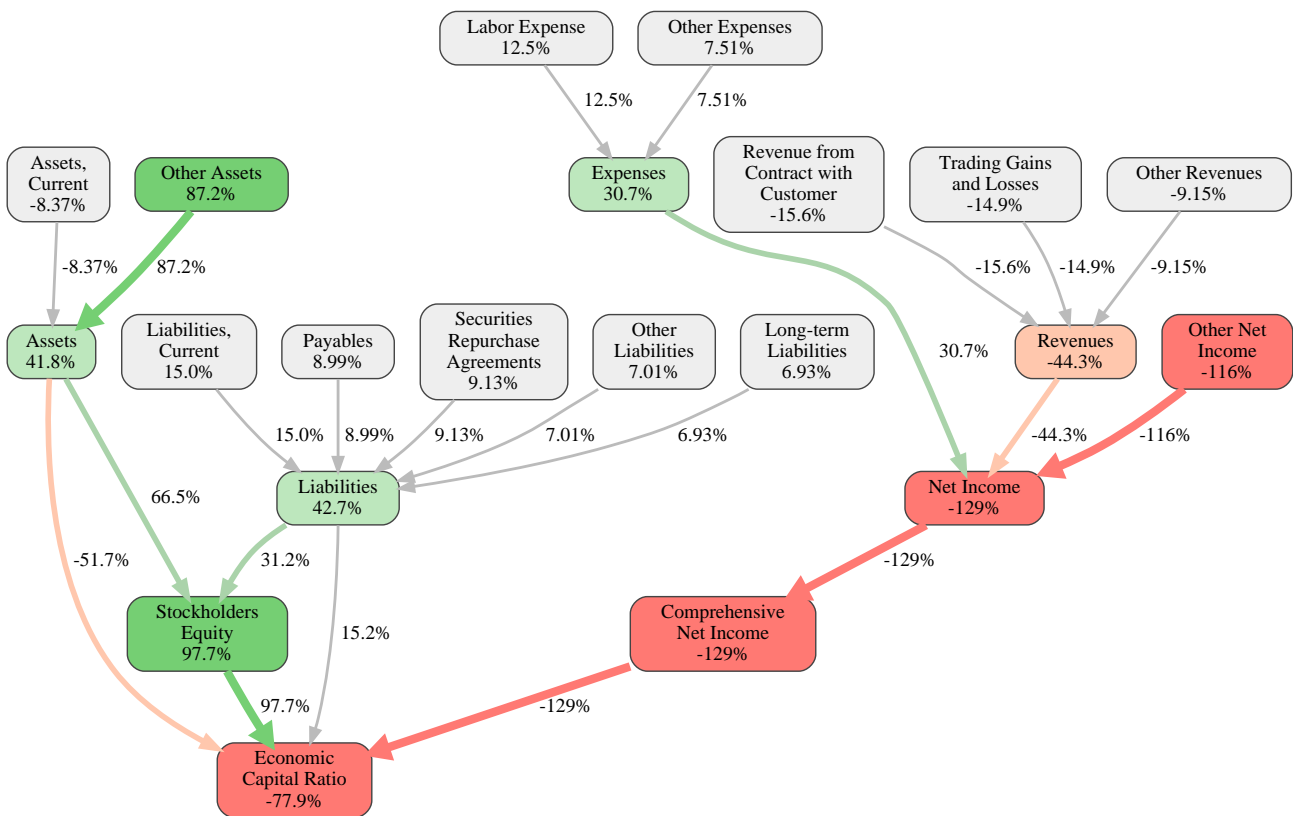 Labor Expense
12.5%
Other Expenses
7.51%
12.5%
7.51%
Assets,
Current
-8.37%
Other Assets
87.2%
Expenses
30.7%
Revenue from
Contract with
Customer
-15.6%
Trading Gains
and Losses
-14.9%
Other Revenues
-9.15%
-8.37%
87.2%
-15.6%
-14.9%
-9.15%
Assets
41.8%
Liabilities,
Current
15.0%
Payables
8.99%
Securities
Repurchase
Agreements
9.13%
Other
Liabilities
7.01%
Long-term
Liabilities
6.93%
30.7%
Revenues
-44.3%
Other Net
Income
-116%
15.0%
8.99%
9.13%
7.01%
6.93%
-44.3%
-116%
66.5%
Liabilities
42.7%
Net Income
-129%
-51.7%
31.2%
-129%
Stockholders
Equity
97.7%
15.2%
Comprehensive
Net Income
-129%
97.7%
-129%
Economic
Capital Ratio
-77.9%